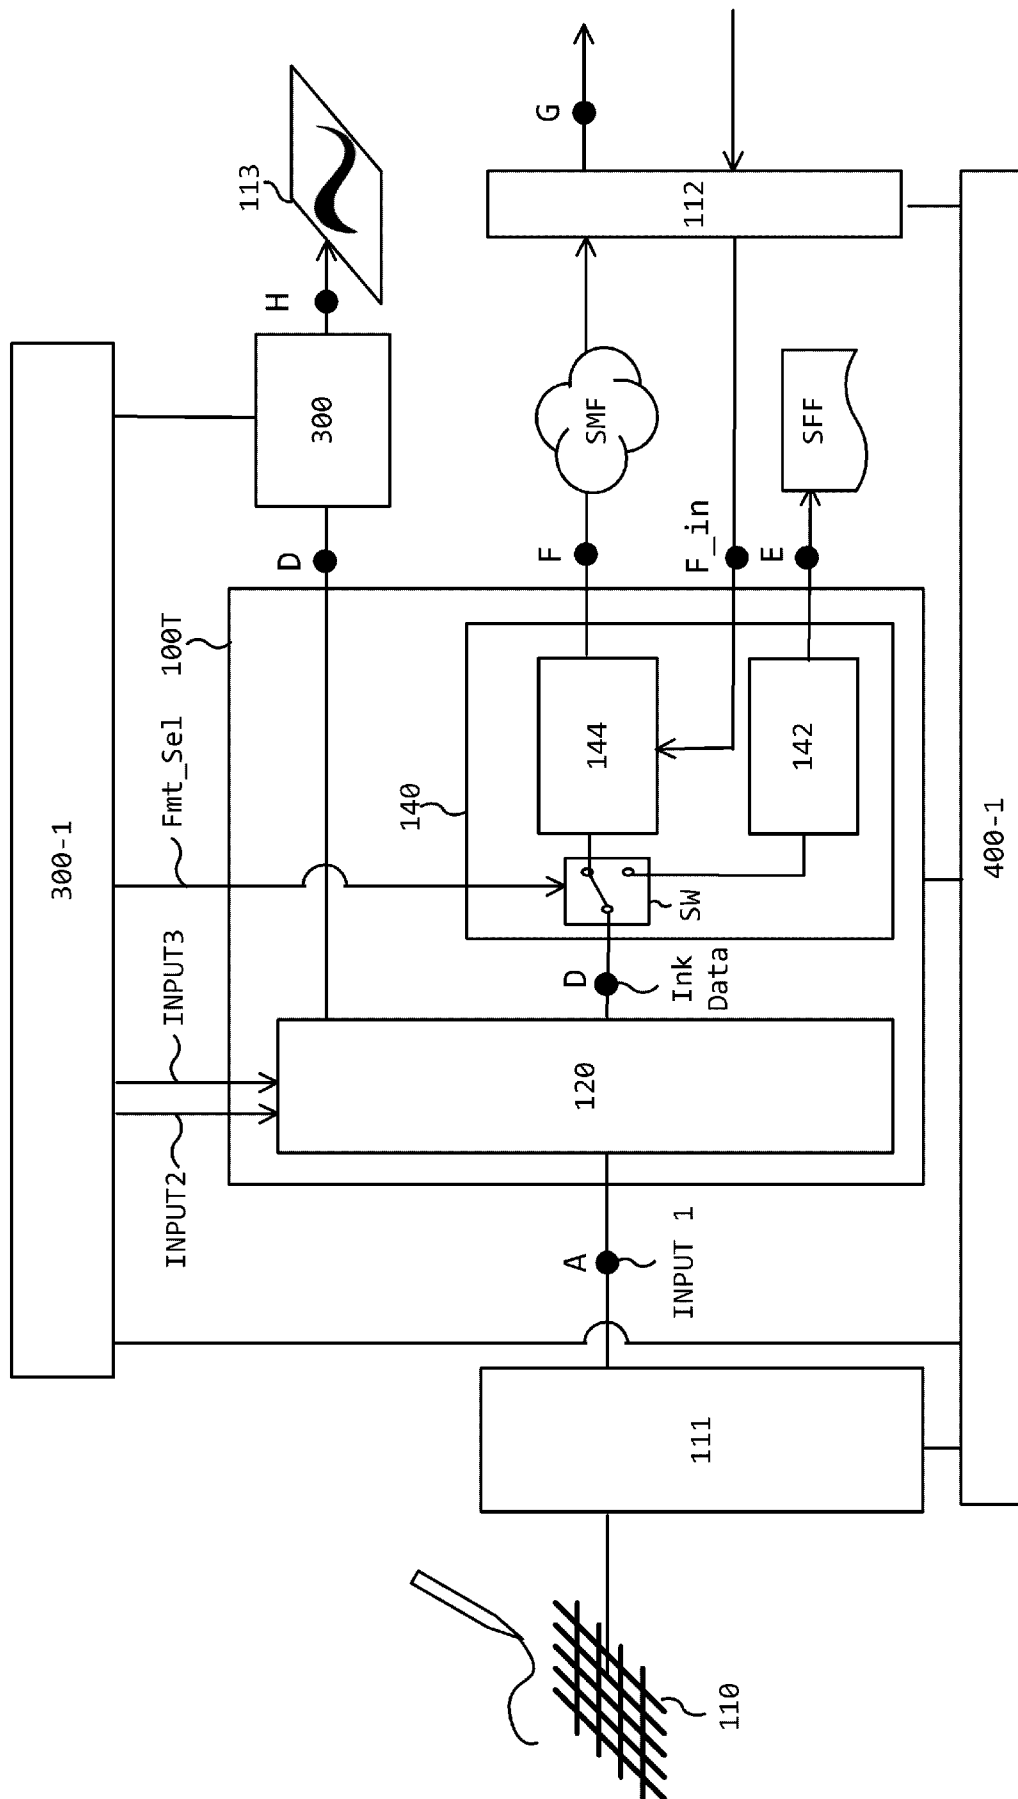 300-1
INPUT2
INPUT3
Fmt_Sel
100T
D
300
H
113
A
INPUT 1
120
D
Ink
Data
140
SW
144
142
F
F_in
E
SMF
SFF
112
G
110
111
400-1